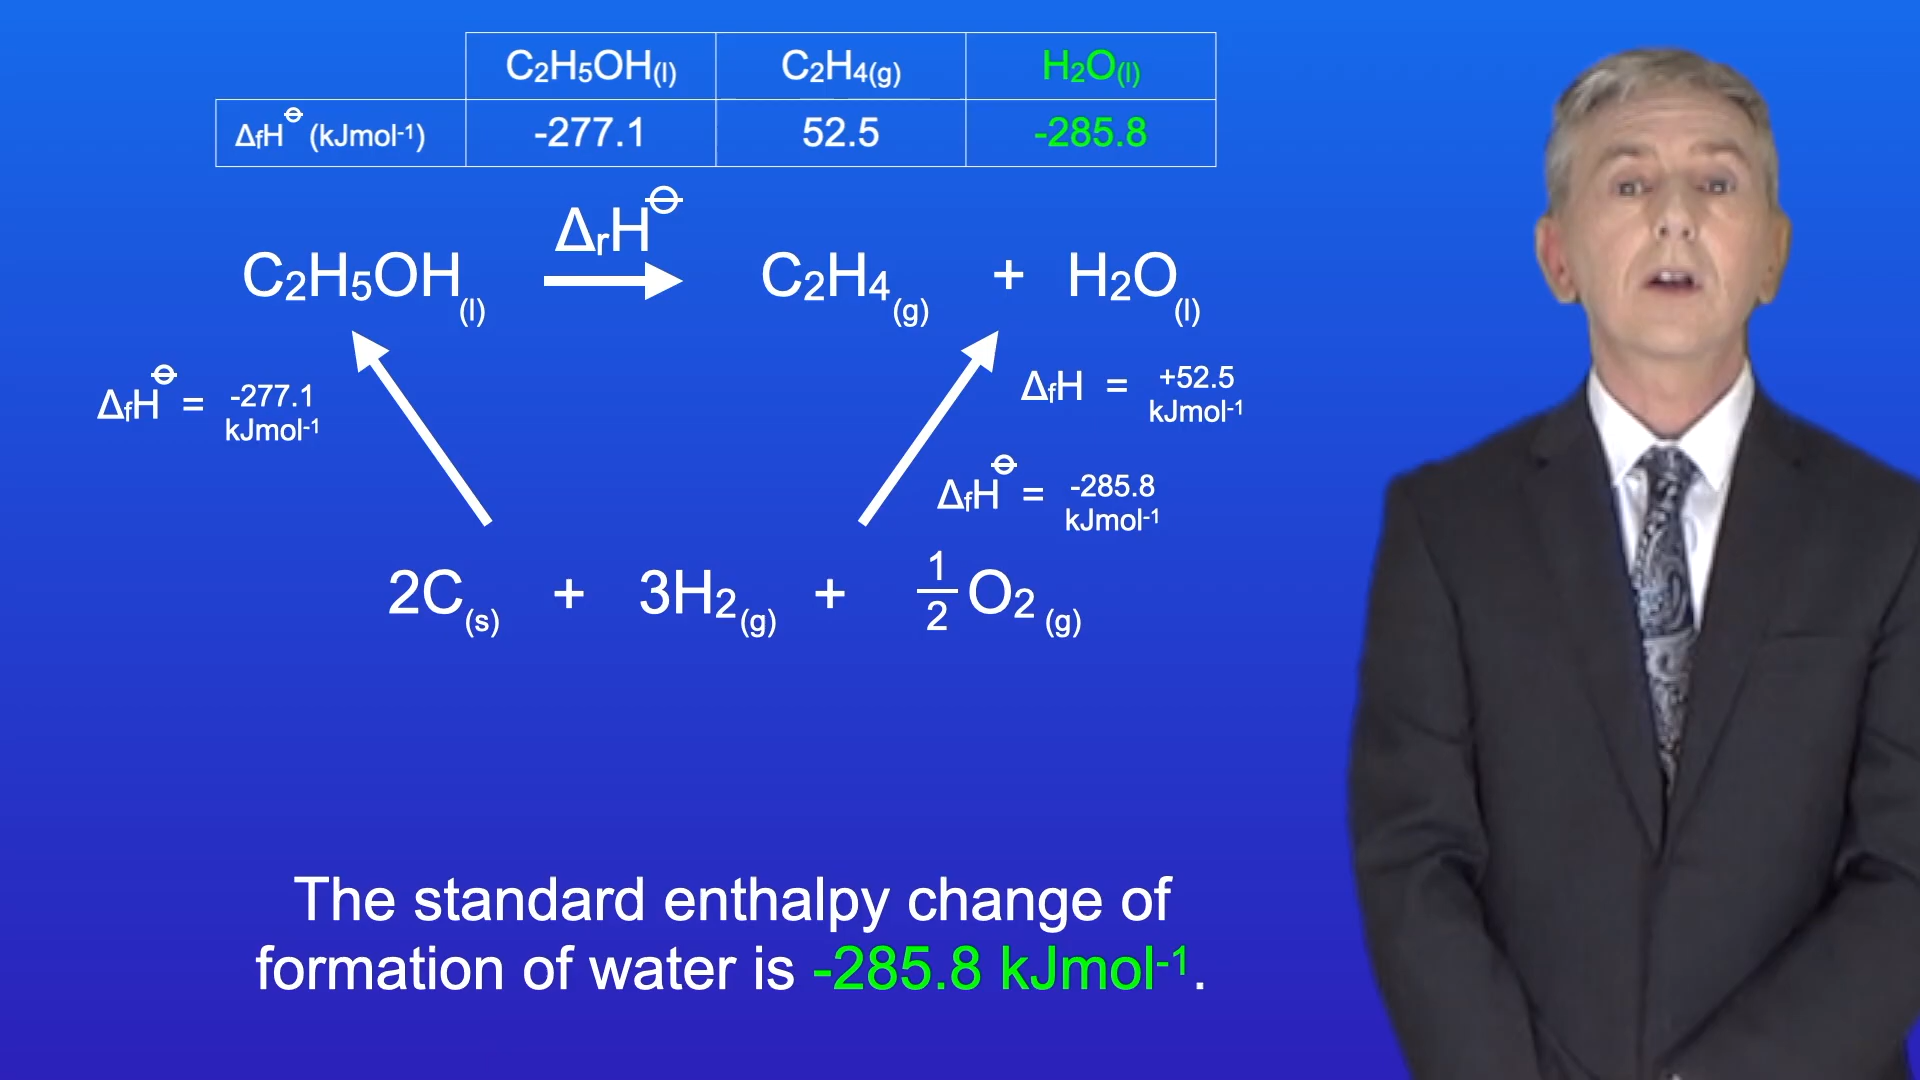 C₂H₅OH(l) C₂H₄(g) H₂O(l)
ΔfH⊖ (kJmol⁻¹) -277.1 52.5 -285.8
ΔrH⊖
C₂H₅OH(l) → C₂H₄(g) + H₂O(l)
ΔfH⊖ = -277.1 kJmol⁻¹
ΔfH = +52.5 kJmol⁻¹
ΔfH⊖ = -285.8 kJmol⁻¹
2C(s) + 3H₂(g) + ½O₂(g)
The standard enthalpy change of
formation of water is -285.8 kJmol⁻¹.